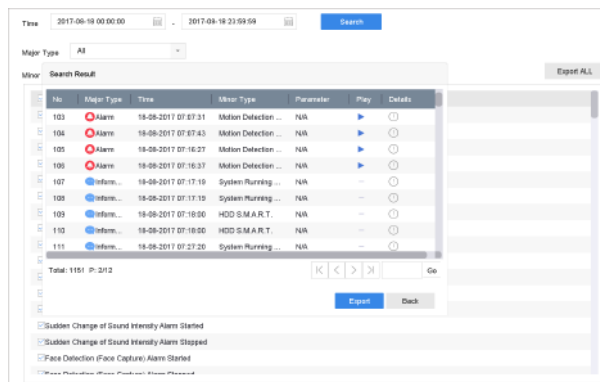 Time 2017-08-18 00:00:00 - 2017-08-18 23:59:59 Search
Major Type All
Minor
Search Result
Export ALL
No Major Type Time Minor Type Parameter Play Details
103 Alarm 18-08-2017 07:07:31 Motion Detection ... N/A
104 Alarm 18-08-2017 07:07:43 Motion Detection ... N/A
105 Alarm 18-08-2017 07:16:27 Motion Detection ... N/A
106 Alarm 18-08-2017 07:16:37 Motion Detection ... N/A
107 Inform... 18-08-2017 07:17:19 System Running ... N/A —
108 Inform... 18-08-2017 07:17:19 System Running ... N/A —
109 Inform... 18-08-2017 07:18:00 HDD S.M.A.R.T. N/A —
110 Inform... 18-08-2017 07:18:00 HDD S.M.A.R.T. N/A —
111 Inform... 18-08-2017 07:27:20 System Running ... N/A —
Total: 1151 P: 2/12 Go
Export Back
Sudden Change of Sound Intensity Alarm Started
Sudden Change of Sound Intensity Alarm Stopped
Face Detection (Face Capture) Alarm Started